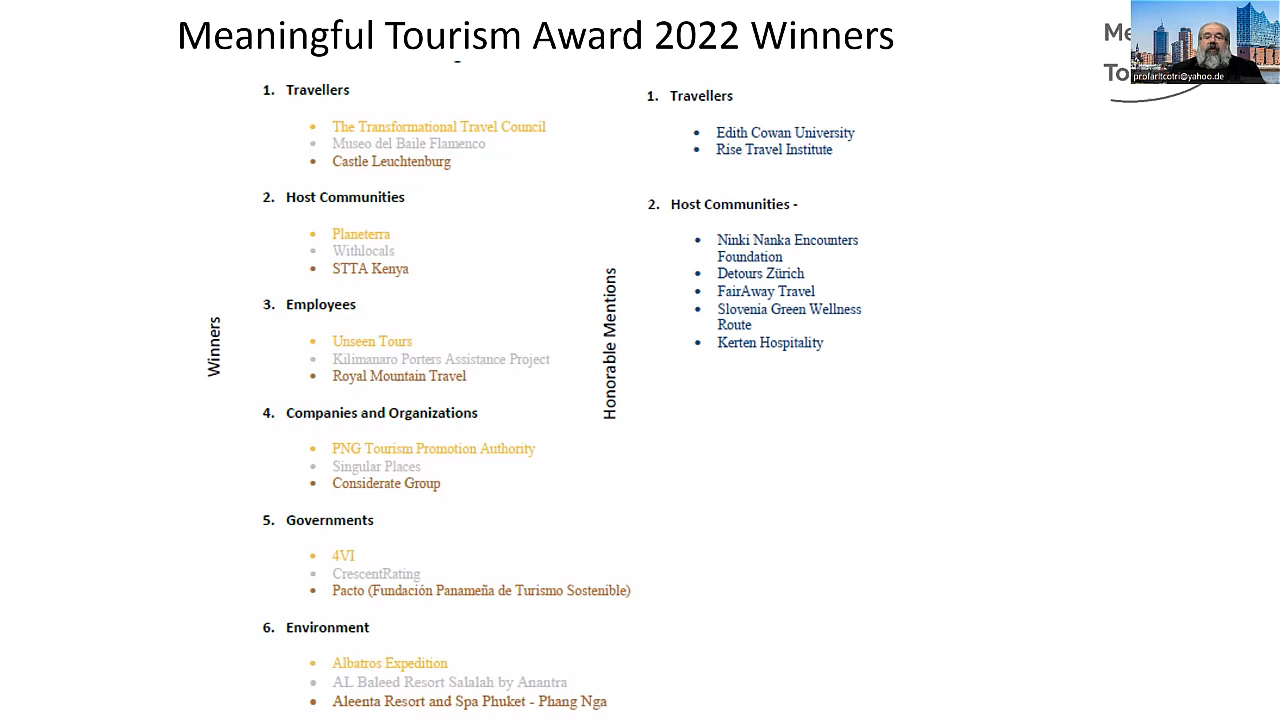 Meaningful Tourism Award 2022 Winners
Me
To
profarltcotri@yahoo.de
Winners
1. Travellers
• The Transformational Travel Council
• Museo del Baile Flamenco
• Castle Leuchtenburg
2. Host Communities
• Planeterra
• Withlocals
• STTA Kenya
3. Employees
• Unseen Tours
• Kilimanaro Porters Assistance Project
• Royal Mountain Travel
4. Companies and Organizations
• PNG Tourism Promotion Authority
• Singular Places
• Considerate Group
5. Governments
• 4VI
• CrescentRating
• Pacto (Fundación Panameña de Turismo Sostenible)
6. Environment
• Albatros Expedition
• AL Baleed Resort Salalah by Anantra
• Aleenta Resort and Spa Phuket - Phang Nga
Honorable Mentions
1. Travellers
• Edith Cowan University
• Rise Travel Institute
2. Host Communities -
• Ninki Nanka Encounters
Foundation
• Detours Zürich
• FairAway Travel
• Slovenia Green Wellness
Route
• Kerten Hospitality